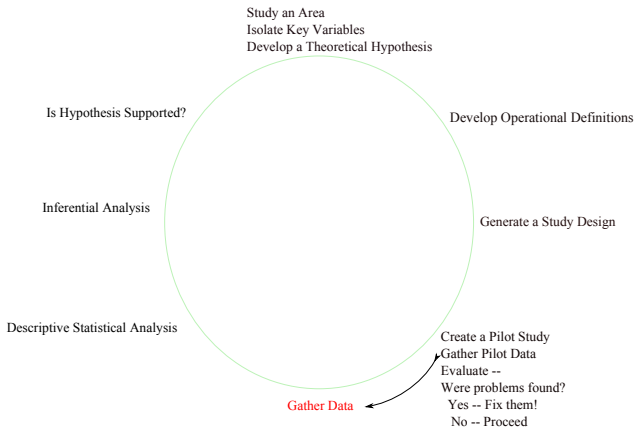 Study an Area
Isolate Key Variables
Develop a Theoretical Hypothesis
Develop Operational Definitions
Generate a Study Design
Create a Pilot Study
Gather Pilot Data
Evaluate --
Were problems found?
Yes -- Fix them!
No -- Proceed
Gather Data
Descriptive Statistical Analysis
Inferential Analysis
Is Hypothesis Supported?